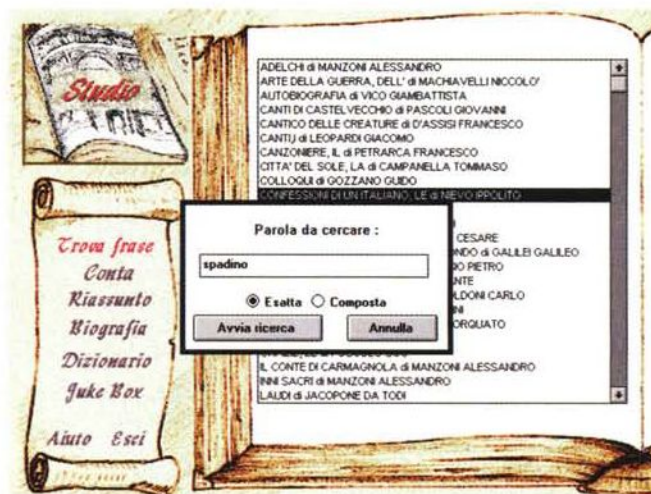 Studio
Trova frase
Conta
Riassunto
Biografia
Dizionario
Juke Box
Aiuto Esci
ADELCHI di MANZONI ALESSANDRO
ARTE DELLA GUERRA, DELL' di MACHIAVELLI NICCOLO'
AUTOBIOGRAFIA di VICO GIAMBATTISTA
CANTI DI CASTELVECCHIO di PASCOLI GIOVANNI
CANTICO DELLE CREATURE di D'ASSISI FRANCESCO
CANTI,I di LEOPARDI GIACOMO
CANZONIERE, IL di PETRARCA FRANCESCO
CITTA' DEL SOLE, LA di CAMPANELLA TOMMASO
COLLOQUI di GOZZANO GUIDO
CONFESSIONI DI UN ITALIANO, LE di NIEVO IPPOLITO
CESARE
ONDO di GALILEI GALILEO
PIETRO
ANTE
OLDONI CARLO
NI
ORQUATO
IL CONTE DI CARMAGNOLA di MANZONI ALESSANDRO
INNI SACRI di MANZONI ALESSANDRO
LAUDI di JACOPONE DA TODI
Parola da cercare :
spadino
Esatta Composta
Avvia ricerca Annulla